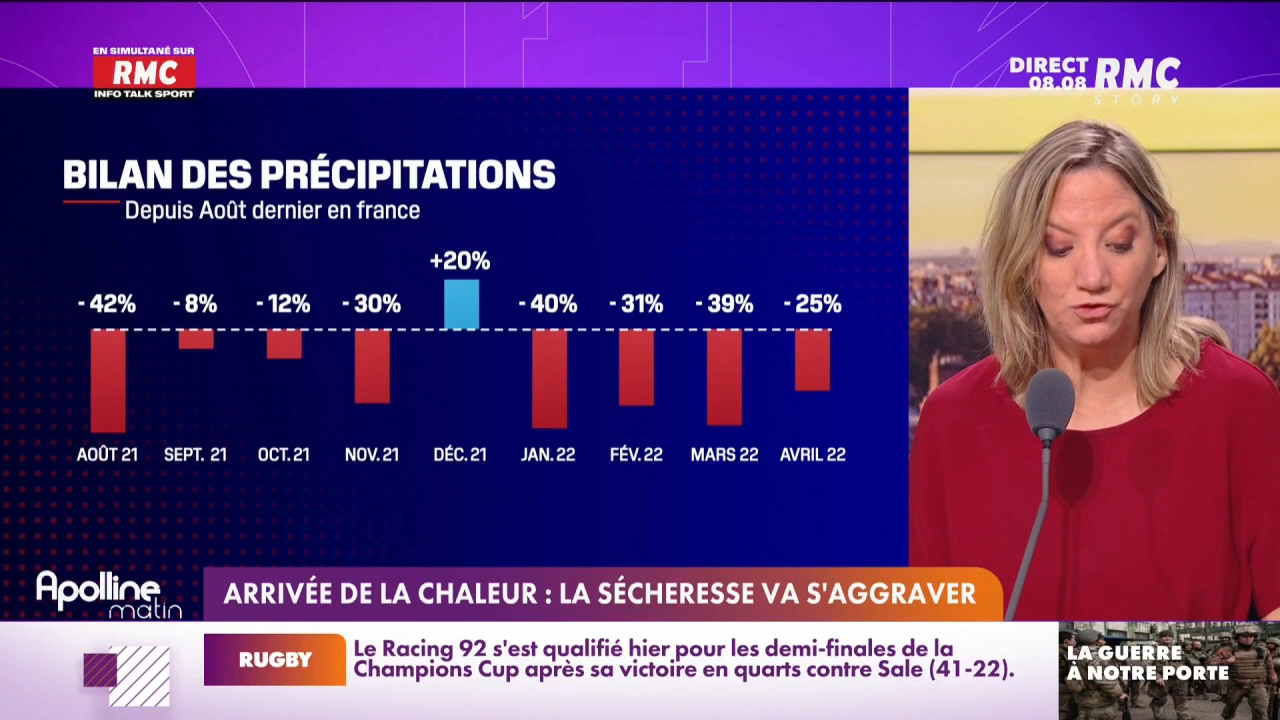 EN SIMULTANÉ SUR
RMC
INFO TALK SPORT
DIRECT
08.08
RMC
STORY
BILAN DES PRÉCIPITATIONS
Depuis Août dernier en france
- 42% - 8% - 12% - 30% +20% - 40% - 31% - 39% - 25%
AOÛT 21 SEPT. 21 OCT. 21 NOV. 21 DÉC. 21 JAN. 22 FÉV. 22 MARS 22 AVRIL 22
Apolline
matin
ARRIVÉE DE LA CHALEUR : LA SÉCHERESSE VA S'AGGRAVER
RUGBY
Le Racing 92 s'est qualifié hier pour les demi-finales de la
Champions Cup après sa victoire en quarts contre Sale (41-22).
LA GUERRE
À NOTRE PORTE